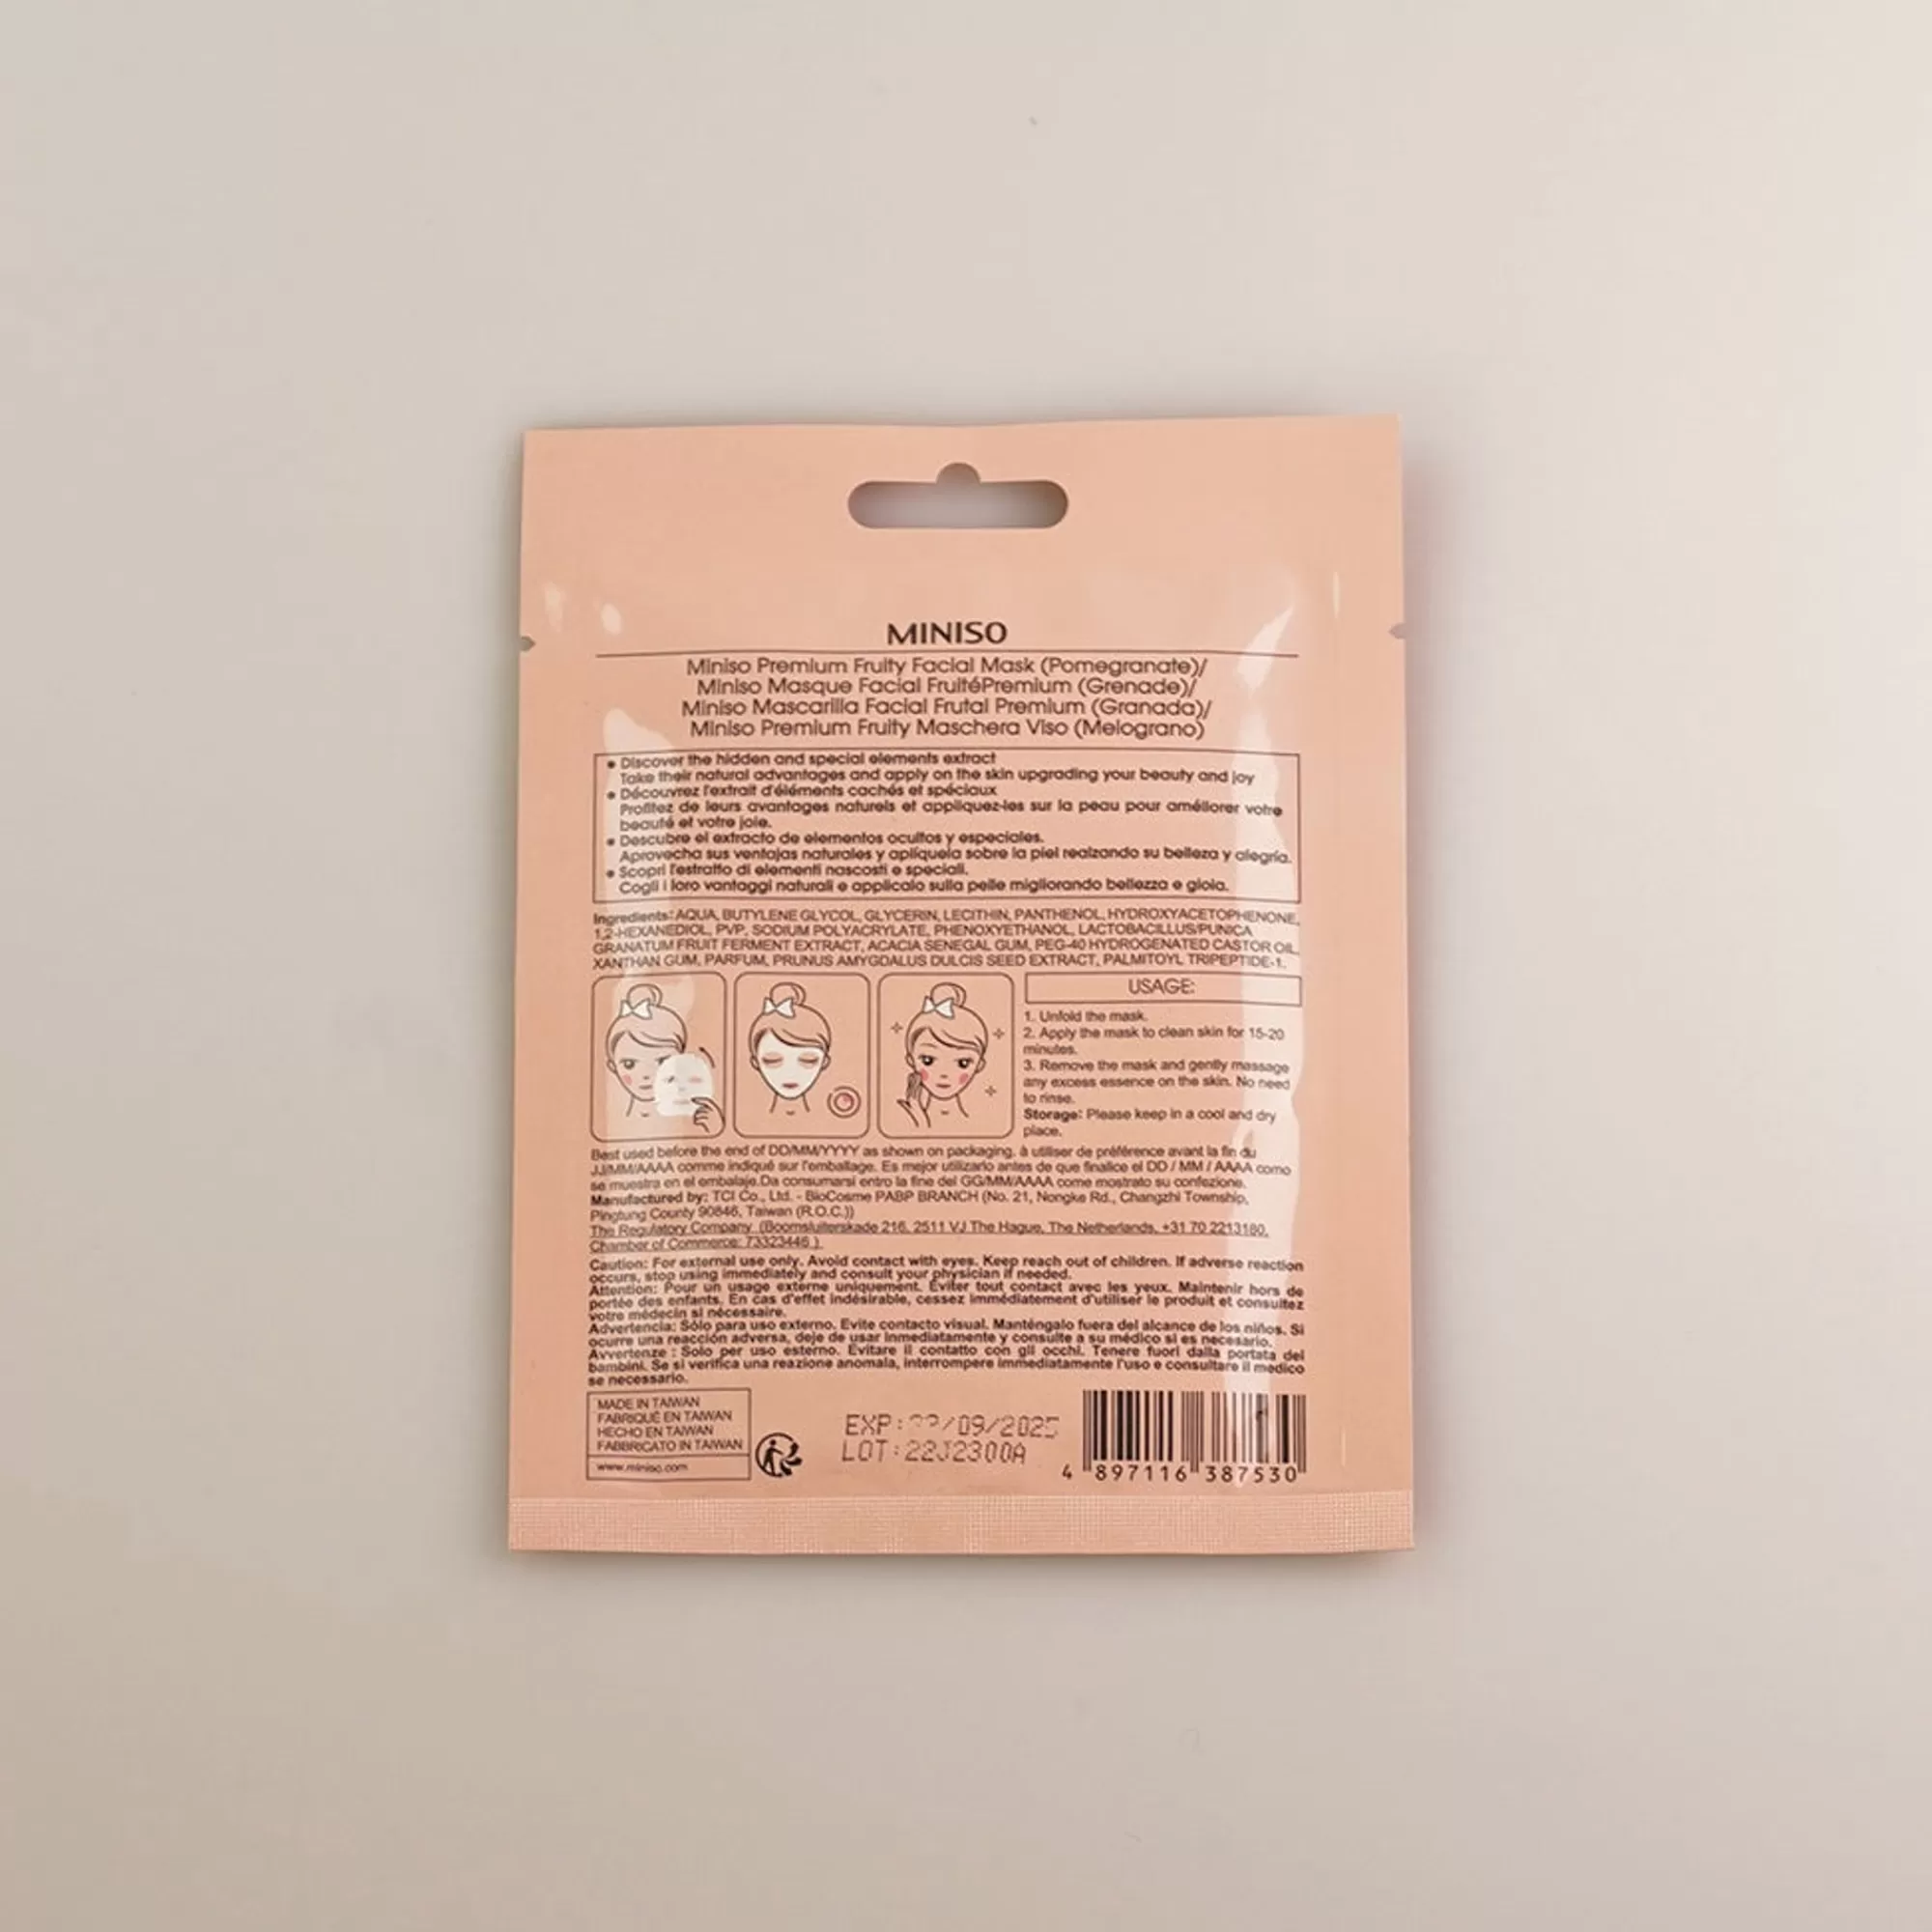 MINISO
Miniso Premium Fruity Facial Mask (Pomegranate)/
Miniso Masque Facial FruitéPremium (Grenade)/
Miniso Mascarilla Facial Frutal Premium (Granada)/
Miniso Premium Fruity Maschera Viso (Melograno)
• Discover the hidden and special elements extract
Take their natural advantages and apply on the skin upgrading your beauty and joy
• Découvrez l'extrait d'éléments cachés et spéciaux
Profitez de leurs avantages naturels et appliquez-les sur la peau pour améliorer votre
beauté et votre joie.
• Descubre el extracto de elementos ocultos y especiales.
Aprovecha sus ventajas naturales y aplíquela sobre la piel realzando su belleza y alegría.
• Scopri l'estratto di elementi nascosti e speciali.
Cogli i loro vantaggi naturali e applicalo sulla pelle migliorando bellezza e gioia.
Ingredients: AQUA, BUTYLENE GLYCOL, GLYCERIN, LECITHIN, PANTHENOL, HYDROXYACETOPHENONE,
1,2-HEXANEDIOL, PVP, SODIUM POLYACRYLATE, PHENOXYETHANOL, LACTOBACILLUS/PUNICA
GRANATUM FRUIT FERMENT EXTRACT, ACACIA SENEGAL GUM, PEG-40 HYDROGENATED CASTOR OIL,
XANTHAN GUM, PARFUM, PRUNUS AMYGDALUS DULCIS SEED EXTRACT, PALMITOYL TRIPEPTIDE-1.
USAGE:
1. Unfold the mask.
2. Apply the mask to clean skin for 15-20
minutes.
3. Remove the mask and gently massage
any excess essence on the skin. No need
to rinse.
Storage: Please keep in a cool and dry
place.
Best used before the end of DD/MM/YYYY as shown on packaging. à utiliser de préférence avant la fin du
JJ/MM/AAAA comme indiqué sur l'emballage. Es mejor utilizarlo antes de que finalice el DD / MM / AAAA como
se muestra en el embalaje.Da consumarsi entro la fine del GG/MM/AAAA come mostrato su confezione.
Manufactured by: TCI Co., Ltd. - BioCosme PABP BRANCH (No. 21, Nongke Rd., Changzhi Township,
Pingtung County 90846, Taiwan (R.O.C.))
The Regulatory Company (Boomsluiterskade 216, 2511 VJ The Hague, The Netherlands, +31 70 2213180,
Chamber of Commerce: 73323446 )
Caution: For external use only. Avoid contact with eyes. Keep reach out of children. If adverse reaction
occurs, stop using immediately and consult your physician if needed.
Attention: Pour un usage externe uniquement. Éviter tout contact avec les yeux. Maintenir hors de
portée des enfants. En cas d'effet indésirable, cessez immédiatement d'utiliser le produit et consultez
votre médecin si nécessaire.
Advertencia: Sólo para uso externo. Evite contacto visual. Manténgalo fuera del alcance de los niños. Si
ocurre una reacción adversa, deje de usar inmediatamente y consulte a su médico si es necesario.
Avvertenze : Solo per uso esterno. Evitare il contatto con gli occhi. Tenere fuori dalla portata dei
bambini. Se si verifica una reazione anomala, interrompere immediatamente l'uso e consultare il medico
se necessario.
MADE IN TAIWAN
FABRIQUÉ EN TAIWAN
HECHO EN TAIWAN
FABBRICATO IN TAIWAN
www.miniso.com
EXP: /09/2025
LOT:22J2300A
4 897116 387530